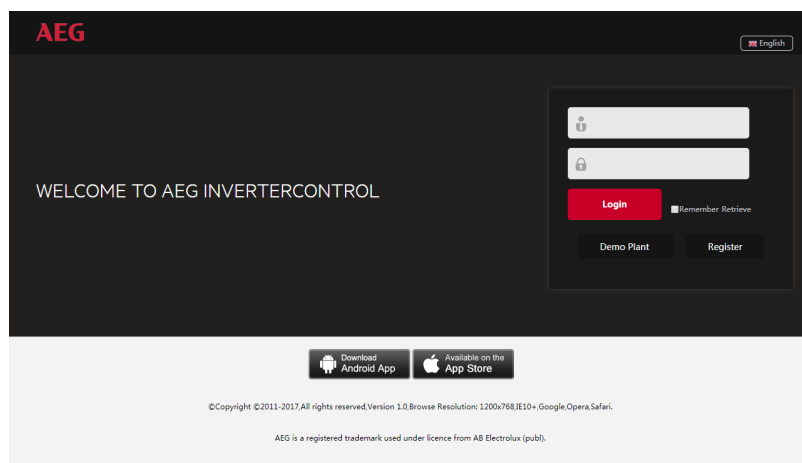 AEG
English
WELCOME TO AEG INVERTERCONTROL
Login
Remember Retrieve
Demo Plant
Register
Download
Android App
Available on the
App Store
©Copyright ©2011-2017,All rights reserved,Version 1.0,Browse Resolution: 1200x768,IE10+,Google,Opera,Safari.
AEG is a registered trademark used under licence from AB Electrolux (publ).